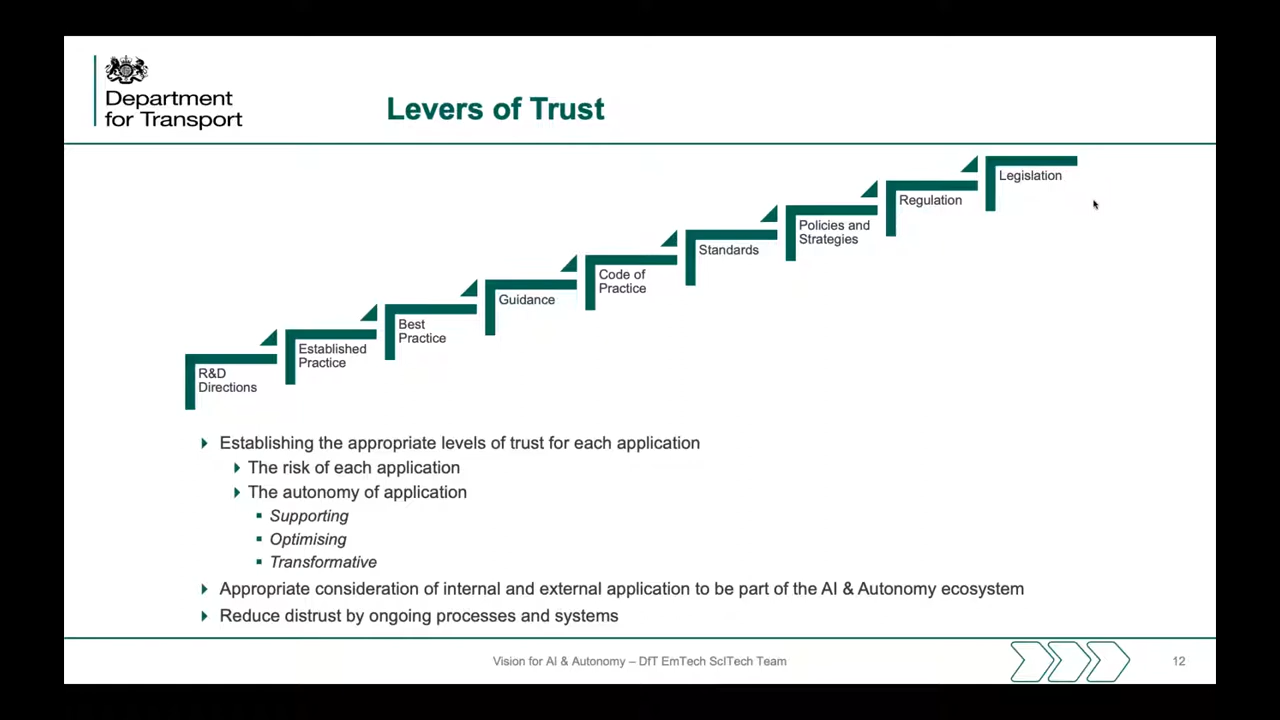 Department
for Transport
Levers of Trust
R&D
Directions
Established
Practice
Best
Practice
Guidance
Code of
Practice
Standards
Policies and
Strategies
Regulation
Legislation
Establishing the appropriate levels of trust for each application
The risk of each application
The autonomy of application
Supporting
Optimising
Transformative
Appropriate consideration of internal and external application to be part of the AI & Autonomy ecosystem
Reduce distrust by ongoing processes and systems
Vision for AI & Autonomy – DfT EmTech ScITech Team
12